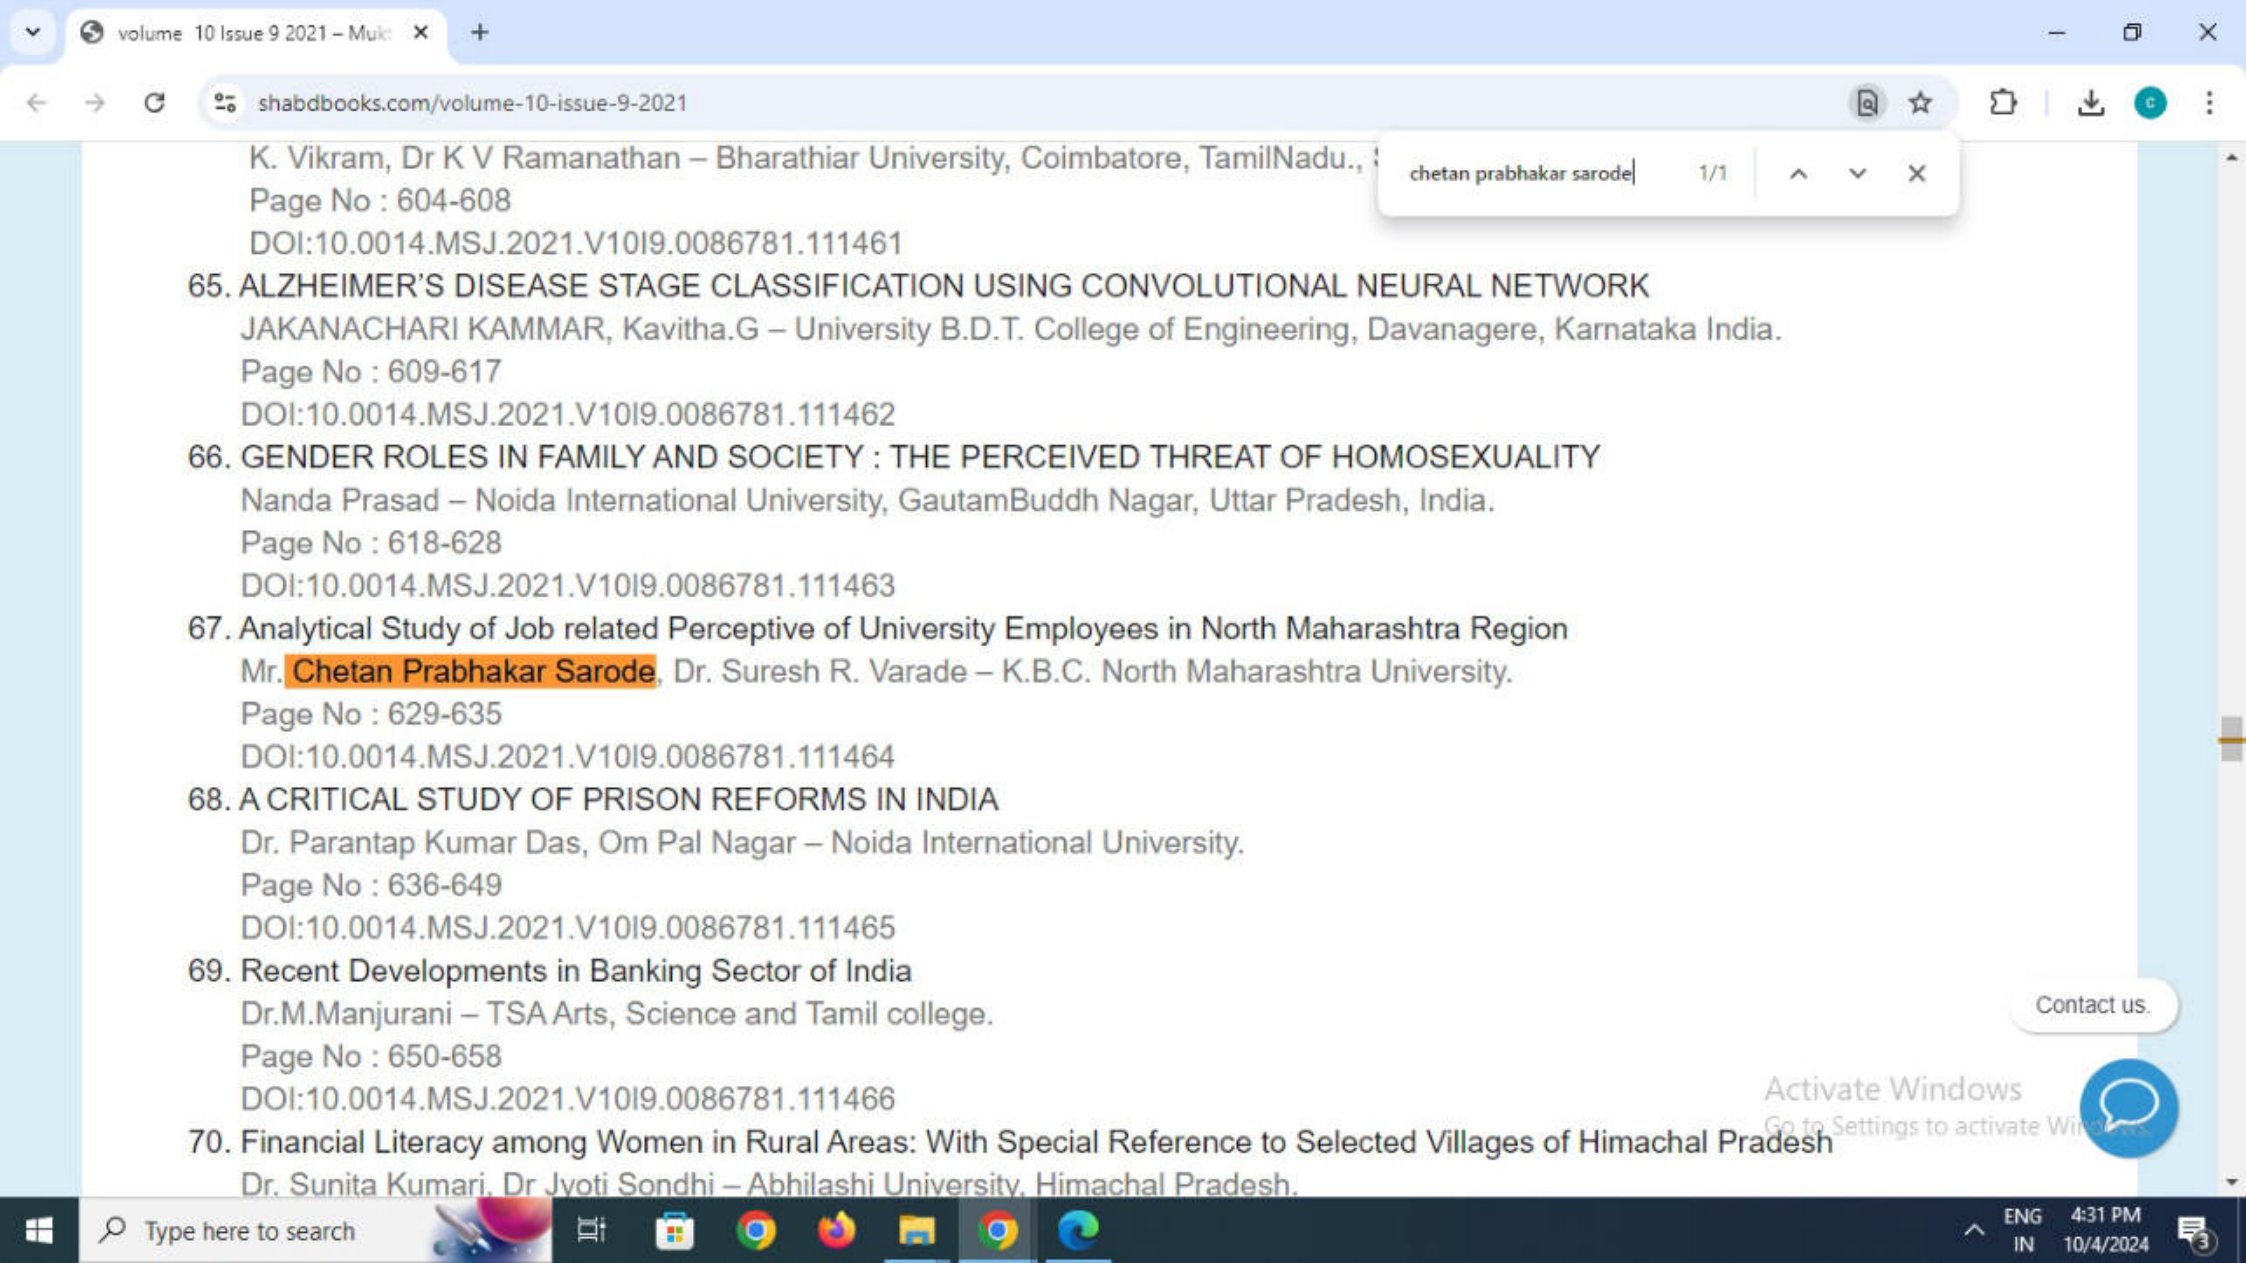 volume 10 Issue 9 2021 – Muk
shabdbooks.com/volume-10-issue-9-2021
chetan prabhakar sarode 1/1
K. Vikram, Dr K V Ramanathan – Bharathiar University, Coimbatore, TamilNadu.,
Page No : 604-608
DOI:10.0014.MSJ.2021.V10I9.0086781.111461
65. ALZHEIMER’S DISEASE STAGE CLASSIFICATION USING CONVOLUTIONAL NEURAL NETWORK
JAKANACHARI KAMMAR, Kavitha.G – University B.D.T. College of Engineering, Davanagere, Karnataka India.
Page No : 609-617
DOI:10.0014.MSJ.2021.V10I9.0086781.111462
66. GENDER ROLES IN FAMILY AND SOCIETY : THE PERCEIVED THREAT OF HOMOSEXUALITY
Nanda Prasad – Noida International University, GautamBuddh Nagar, Uttar Pradesh, India.
Page No : 618-628
DOI:10.0014.MSJ.2021.V10I9.0086781.111463
67. Analytical Study of Job related Perceptive of University Employees in North Maharashtra Region
Mr. Chetan Prabhakar Sarode, Dr. Suresh R. Varade – K.B.C. North Maharashtra University.
Page No : 629-635
DOI:10.0014.MSJ.2021.V10I9.0086781.111464
68. A CRITICAL STUDY OF PRISON REFORMS IN INDIA
Dr. Parantap Kumar Das, Om Pal Nagar – Noida International University.
Page No : 636-649
DOI:10.0014.MSJ.2021.V10I9.0086781.111465
69. Recent Developments in Banking Sector of India
Dr.M.Manjurani – TSA Arts, Science and Tamil college.
Page No : 650-658
DOI:10.0014.MSJ.2021.V10I9.0086781.111466
70. Financial Literacy among Women in Rural Areas: With Special Reference to Selected Villages of Himachal Pradesh
Dr. Sunita Kumari, Dr Jyoti Sondhi – Abhilashi University, Himachal Pradesh.
Contact us.
Activate Windows
Go to Settings to activate Windows.
Type here to search
ENG
IN
4:31 PM
10/4/2024
3